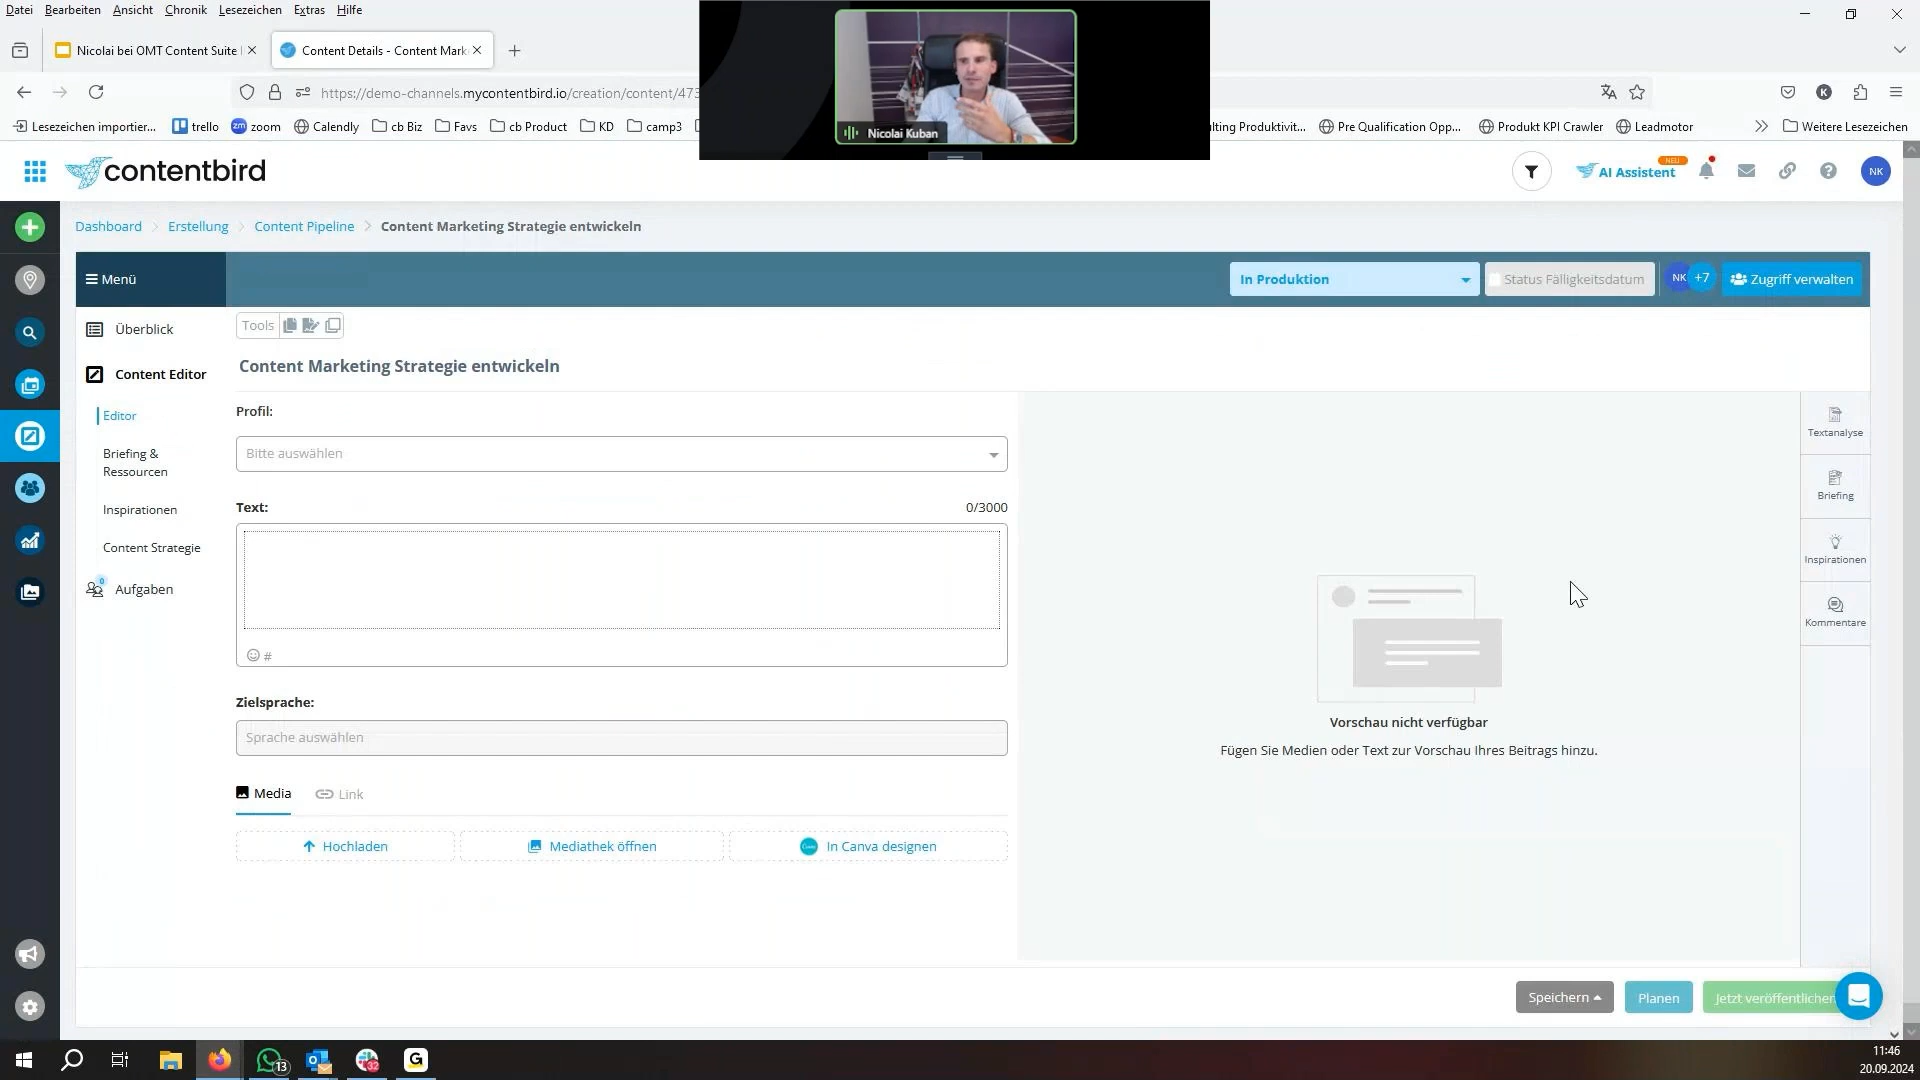 Datei Bearbeiten Ansicht Chronik Lesezeichen Extras Hilfe
Nicolai bei OMT Content Suite
Content Details - Content Mark
https://demo-channels.mycontentbird.io/creation/content/473
Lesezeichen importier...
trello
zoom
Calendly
cb Biz
Favs
cb Product
KD
camp3
ulting Produktivit...
Pre Qualification Opp...
Produkt KPI Crawler
Leadmotor
Weitere Lesezeichen
Nicolai Kuban
contentbird
AI Assistent
NEU
NK
Dashboard > Erstellung > Content Pipeline > Content Marketing Strategie entwickeln
Menü
In Produktion
Status Fälligkeitsdatum
NK +7
Zugriff verwalten
Überblick
Content Editor
Editor
Briefing &
Ressourcen
Inspirationen
Content Strategie
0
Aufgaben
Tools
Content Marketing Strategie entwickeln
Profil:
Bitte auswählen
Text:
0/3000
#
Zielsprache:
Sprache auswählen
Media
Link
Hochladen
Mediathek öffnen
In Canva designen
Vorschau nicht verfügbar
Fügen Sie Medien oder Text zur Vorschau Ihres Beitrags hinzu.
Textanalyse
Briefing
Inspirationen
Kommentare
Speichern
Planen
Jetzt veröffentlichen
13
32
G
11:46
20.09.2024